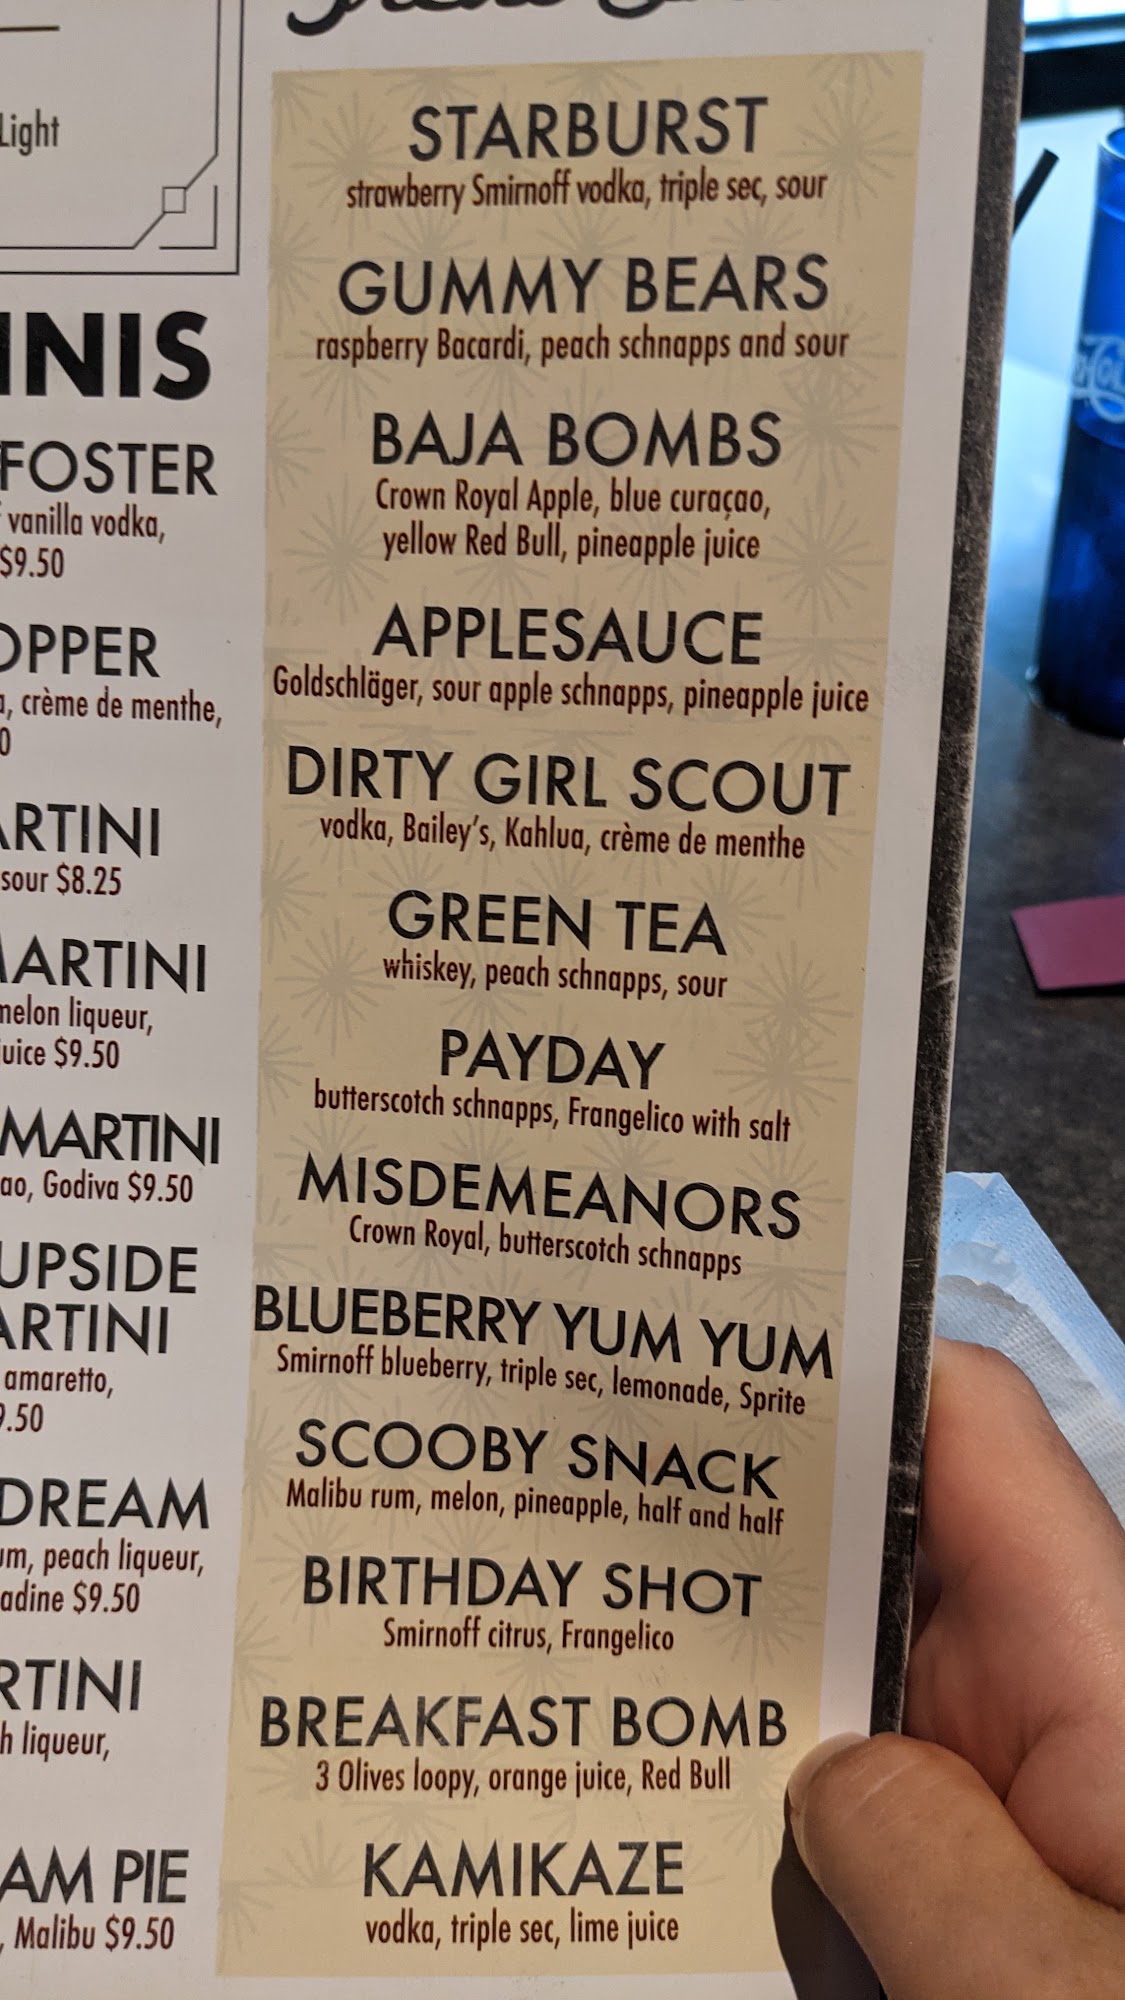 Light
INIS
FOSTER
vanilla vodka,
$9.50
OPPER
, crème de menthe,
0
ARTINI
sour $8.25
MARTINI
melon liqueur,
juice $9.50
MARTINI
ao, Godiva $9.50
UPSIDE
ARTINI
amaretto,
9.50
DREAM
um, peach liqueur,
adine $9.50
RTINI
h liqueur,
AM PIE
, Malibu $9.50
STARBURST
strawberry Smirnoff vodka, triple sec, sour
GUMMY BEARS
raspberry Bacardi, peach schnapps and sour
BAJA BOMBS
Crown Royal Apple, blue curaçao,
yellow Red Bull, pineapple juice
APPLESAUCE
Goldschläger, sour apple schnapps, pineapple juice
DIRTY GIRL SCOUT
vodka, Bailey's, Kahlua, crème de menthe
GREEN TEA
whiskey, peach schnapps, sour
PAYDAY
butterscotch schnapps, Frangelico with salt
MISDEMEANORS
Crown Royal, butterscotch schnapps
BLUEBERRY YUM YUM
Smirnoff blueberry, triple sec, lemonade, Sprite
SCOOBY SNACK
Malibu rum, melon, pineapple, half and half
BIRTHDAY SHOT
Smirnoff citrus, Frangelico
BREAKFAST BOMB
3 Olives loopy, orange juice, Red Bull
KAMIKAZE
vodka, triple sec, lime juice